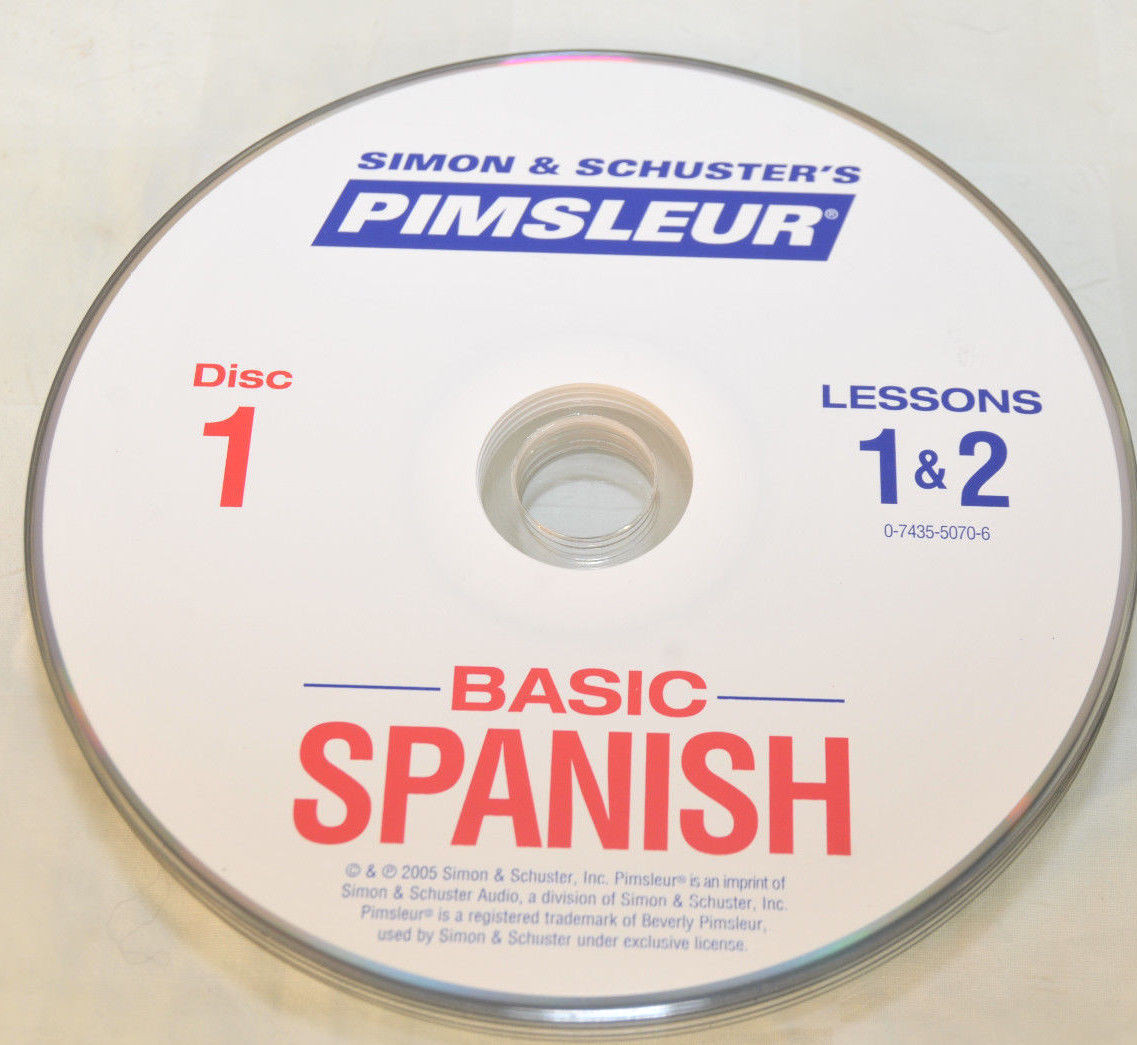 SIMON & SCHUSTER'S
PIMSLEUR®
Disc
1
LESSONS
1 & 2
0-7435-5070-6
BASIC
SPANISH
© & ℗ 2005 Simon & Schuster, Inc. Pimsleur® is an imprint of
Simon & Schuster Audio, a division of Simon & Schuster, Inc.
Pimsleur® is a registered trademark of Beverly Pimsleur,
used by Simon & Schuster under exclusive license.